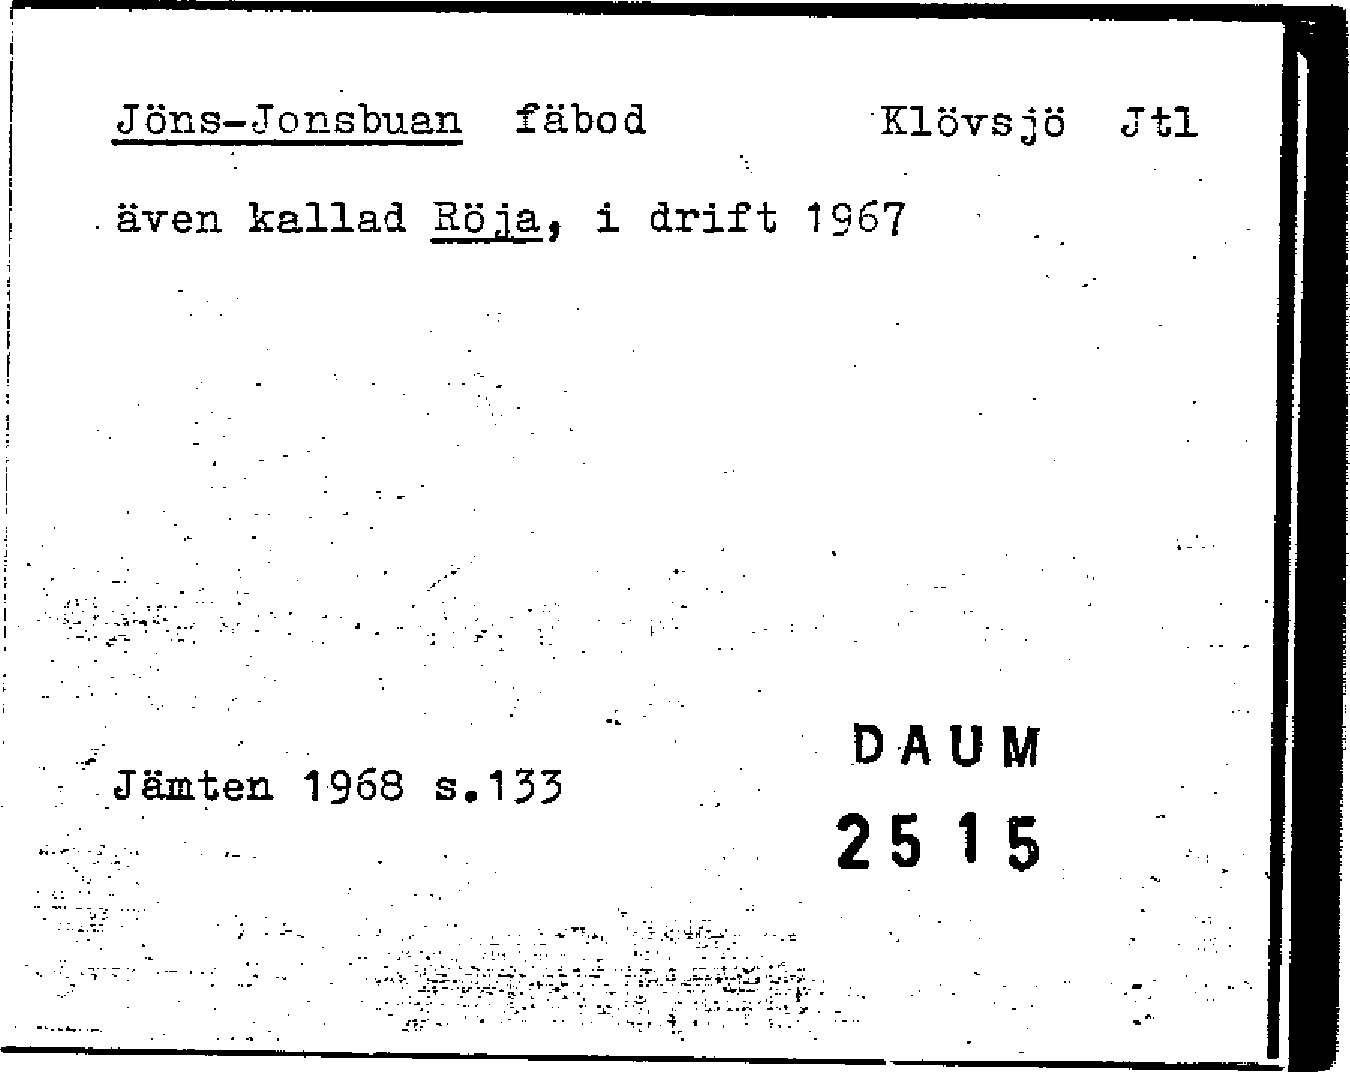 Jöns-Jonsbuan fäbod Klövsjö Jtl
även kallad Röja, i drift 1967
Jämten 1968 s.133
DAUM
2515